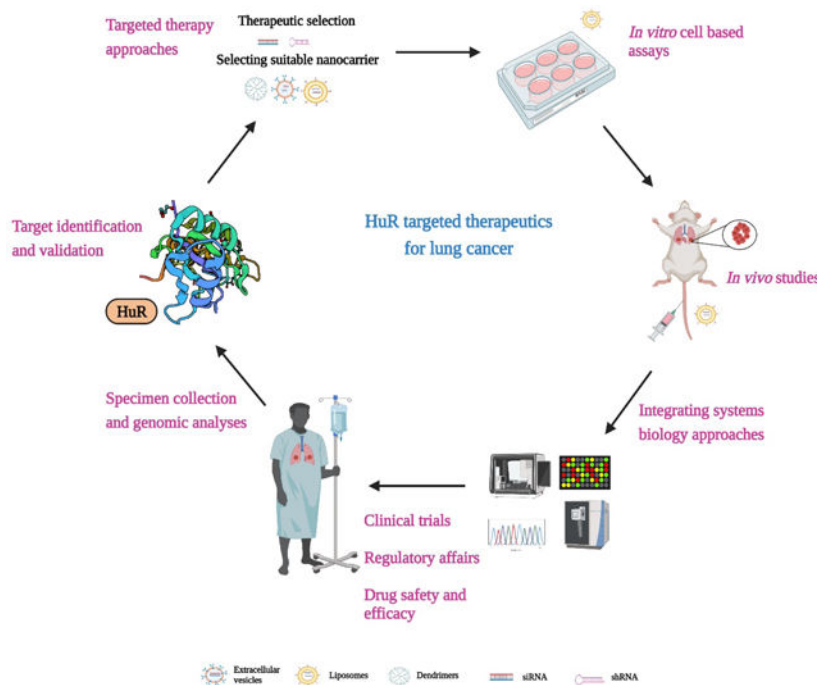 Targeted therapy
approaches
Therapeutic selection
Selecting suitable nanocarrier
In vitro cell based
assays
Target identification
and validation
HuR
HuR targeted therapeutics
for lung cancer
In vivo studies
Specimen collection
and genomic analyses
Integrating systems
biology approaches
Clinical trials
Regulatory affairs
Drug safety and
efficacy
Extracellular
vesicles
Liposomes
Dendrimers
siRNA
shRNA